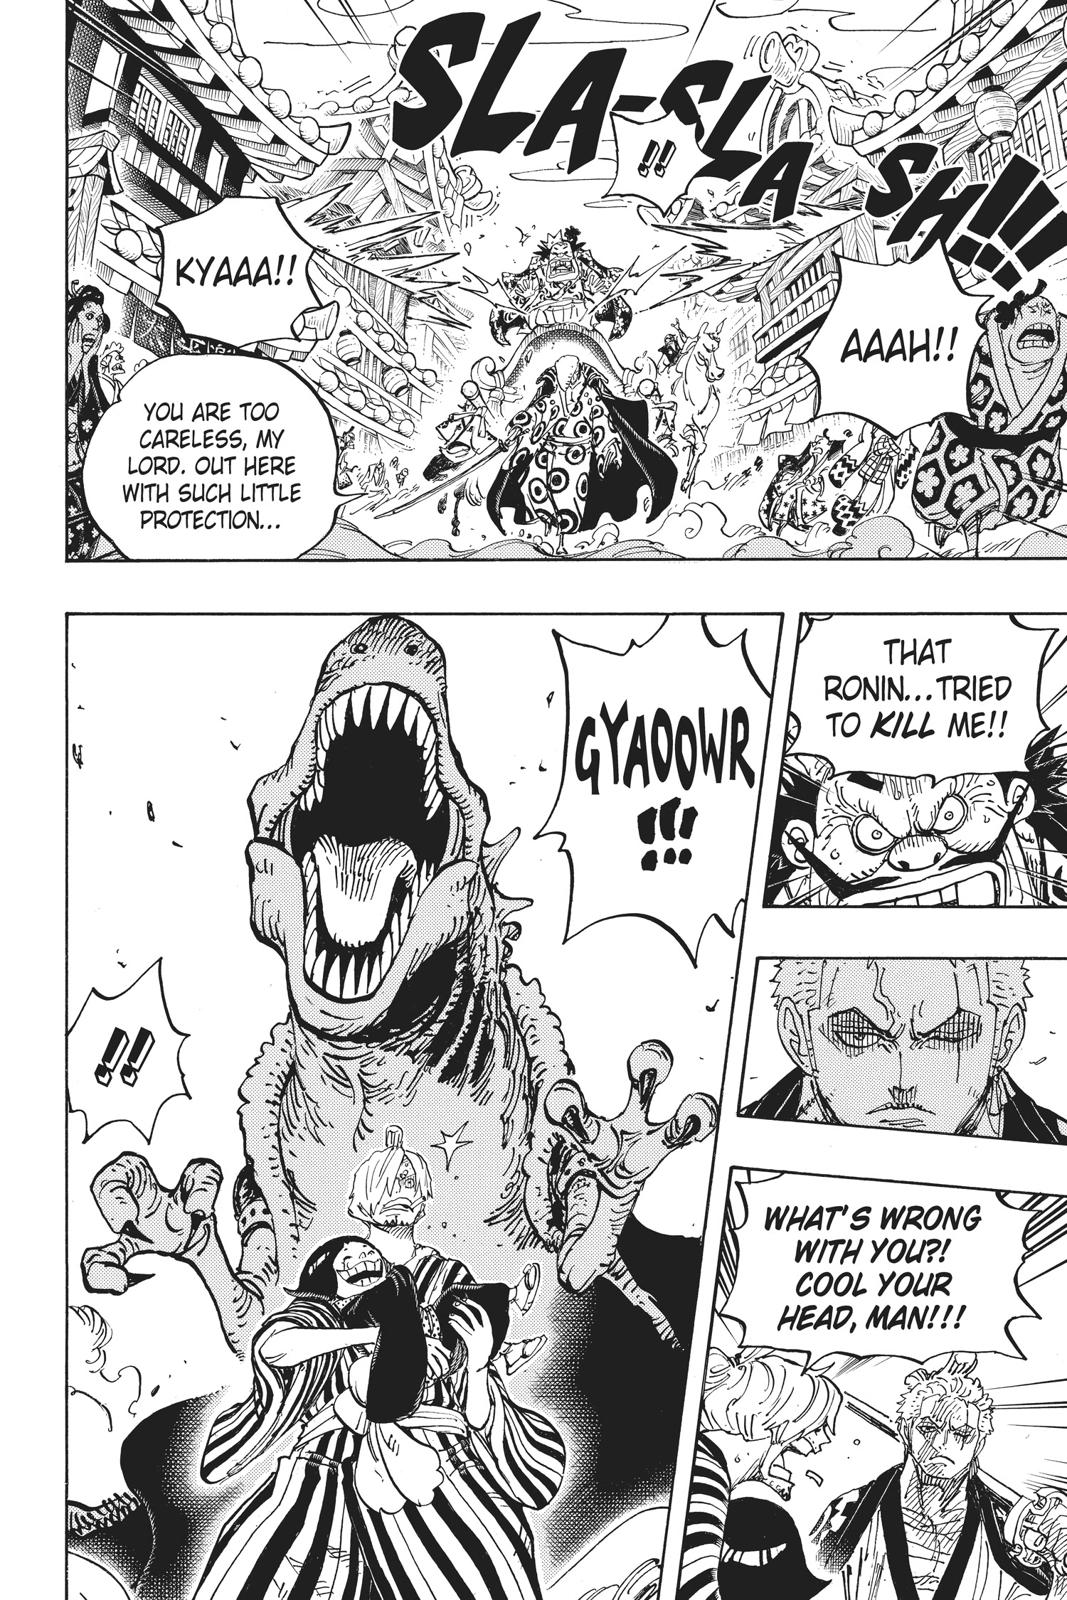 SLA-SLASH!!!
!!
AAAH!!
KYAAA!!
YOU ARE TOO
CARELESS, MY
LORD. OUT HERE
WITH SUCH LITTLE
PROTECTION...
THAT
RONIN...TRIED
TO KILL ME!!
GYAOOWR
!!!
!!
WHAT'S WRONG
WITH YOU?!
COOL YOUR
HEAD, MAN!!!